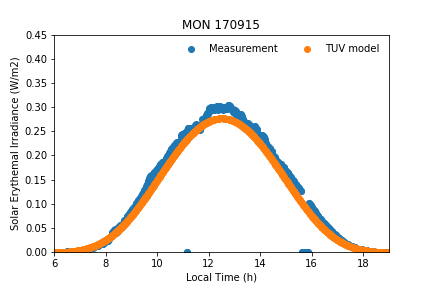 MON 170915
Measurement
TUV model
Solar Erythemal Irradiance (W/m2)
0.45
0.40
0.35
0.30
0.25
0.20
0.15
0.10
0.05
0.00
6 8 10 12 14 16 18
Local Time (h)